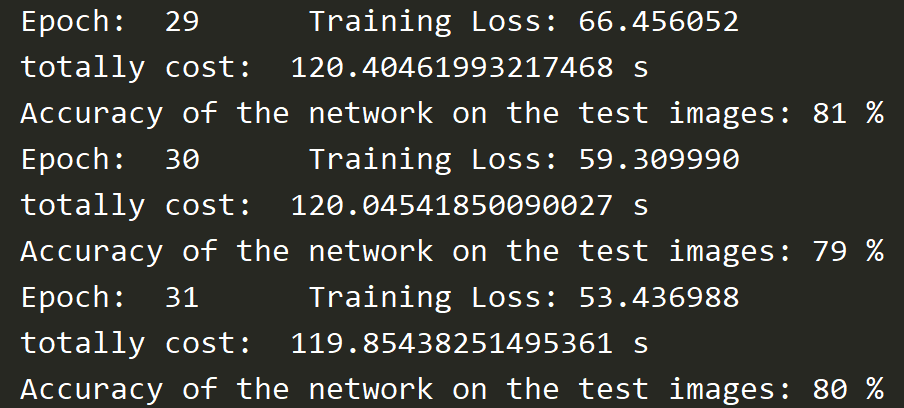 Epoch:  29      Training Loss: 66.456052
totally cost:  120.40461993217468 s
Accuracy of the network on the test images: 81 %
Epoch:  30      Training Loss: 59.309990
totally cost:  120.04541850090027 s
Accuracy of the network on the test images: 79 %
Epoch:  31      Training Loss: 53.436988
totally cost:  119.85438251495361 s
Accuracy of the network on the test images: 80 %